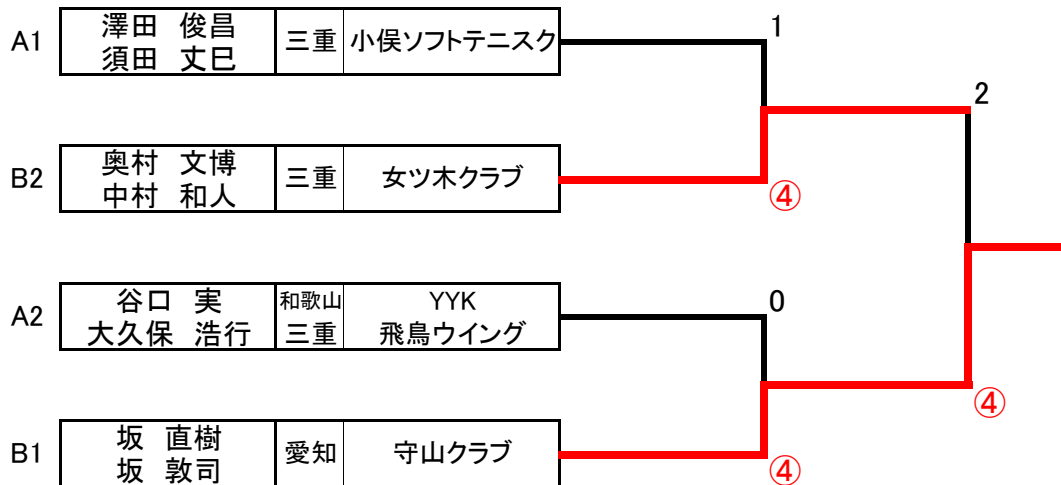 A1 澤田 俊昌 三重 小俣ソフトテニスク 1
須田 丈巳
2
B2 奥村 文博 三重 女ツ木クラブ ④
中村 和人
A2 谷口 実 和歌山 YYK 0
大久保 浩行 三重 飛鳥ウイング
④
B1 坂 直樹 愛知 守山クラブ ④
坂 敦司